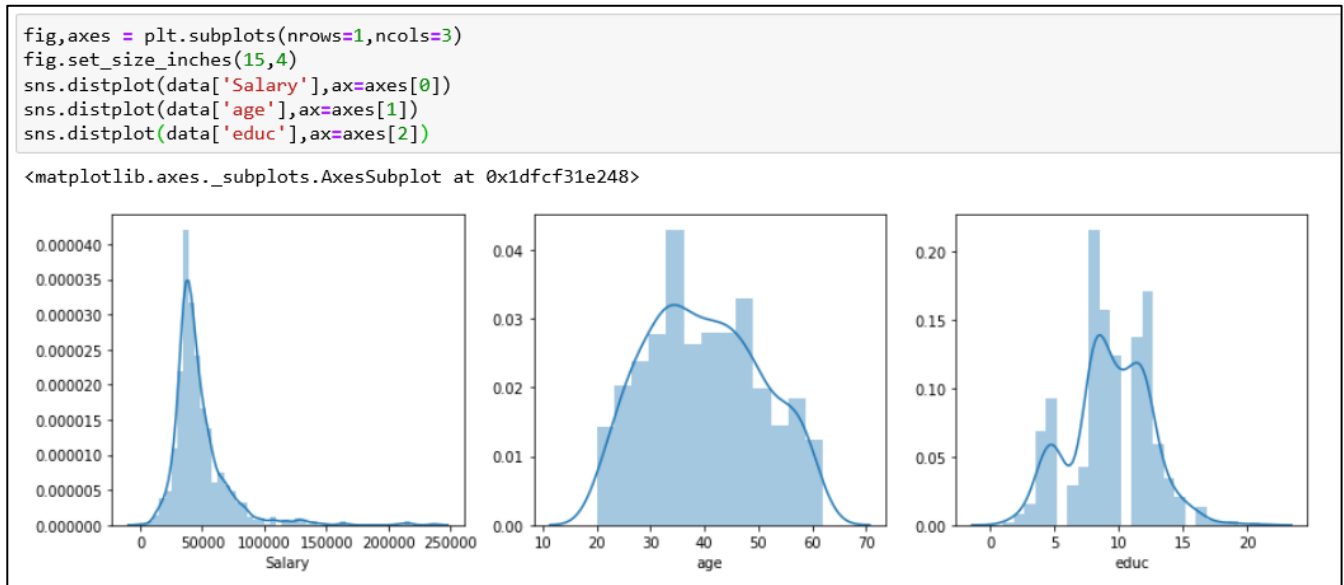 fig,axes = plt.subplots(nrows=1,ncols=3)
fig.set_size_inches(15,4)
sns.distplot(data['Salary'],ax=axes[0])
sns.distplot(data['age'],ax=axes[1])
sns.distplot(data['educ'],ax=axes[2])
<matplotlib.axes._subplots.AxesSubplot at 0x1dfcf31e248>
0.000040
0.000035
0.000030
0.000025
0.000020
0.000015
0.000010
0.000005
0.000000
0 50000 100000 150000 200000 250000
Salary
0.04
0.03
0.02
0.01
0.00
10 20 30 40 50 60 70
age
0.20
0.15
0.10
0.05
0.00
0 5 10 15 20
educ